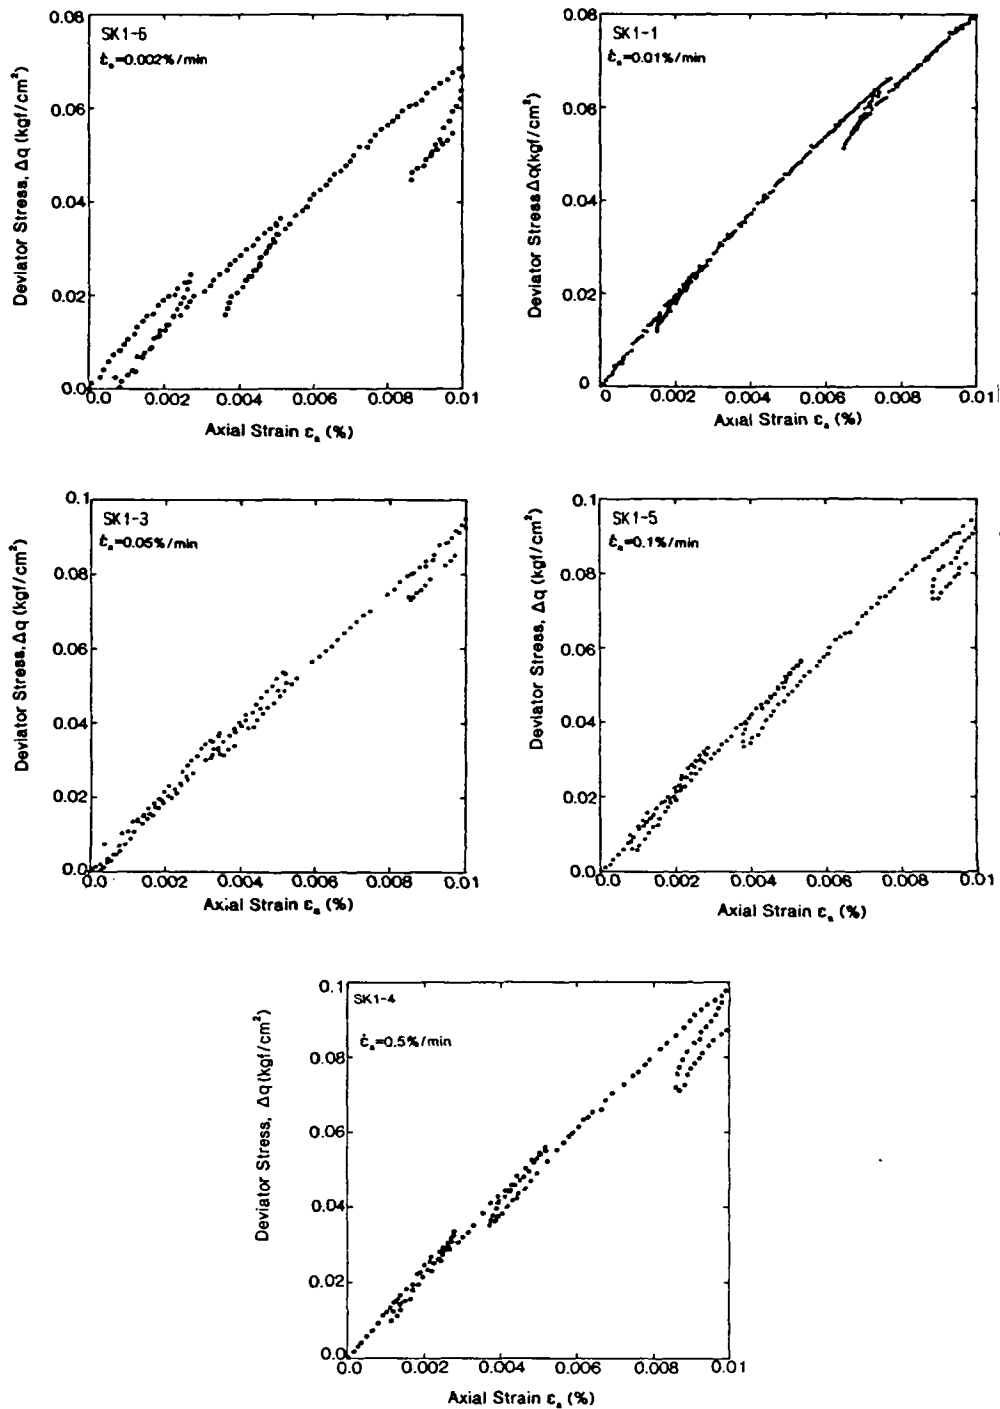 SK1-6
ε̇ₐ=0.002%/min
Deviator Stress, Δq (kgf/cm²)
0.08
0.06
0.04
0.02
0.0
0.0 0.002 0.004 0.006 0.008 0.01
Axial Strain εₐ (%)
SK1-1
ε̇ₐ=0.01%/min
Deviator Stress Δq(kgf/cm²)
0.08
0.06
0.04
0.02
0
0 0.002 0.004 0.006 0.008 0.01
Axial Strain εₐ (%)
SK1-3
ε̇ₐ=0.05%/min
Deviator Stress, Δq (kgf/cm²)
0.1
0.08
0.06
0.04
0.02
0.0
0.0 0.002 0.004 0.006 0.008 0.01
Axial Strain εₐ (%)
SK1-5
ε̇ₐ=0.1%/min
Deviator Stress, Δq (kgf/cm²)
0.1
0.08
0.06
0.04
0.02
0.0
0.0 0.002 0.004 0.006 0.008 0.01
Axial Strain εₐ (%)
SK1-4
ε̇ₐ=0.5%/min
Deviator Stress, Δq (kgf/cm²)
0.1
0.08
0.06
0.04
0.02
0.0
0.0 0.002 0.004 0.006 0.008 0.01
Axial Strain εₐ (%)